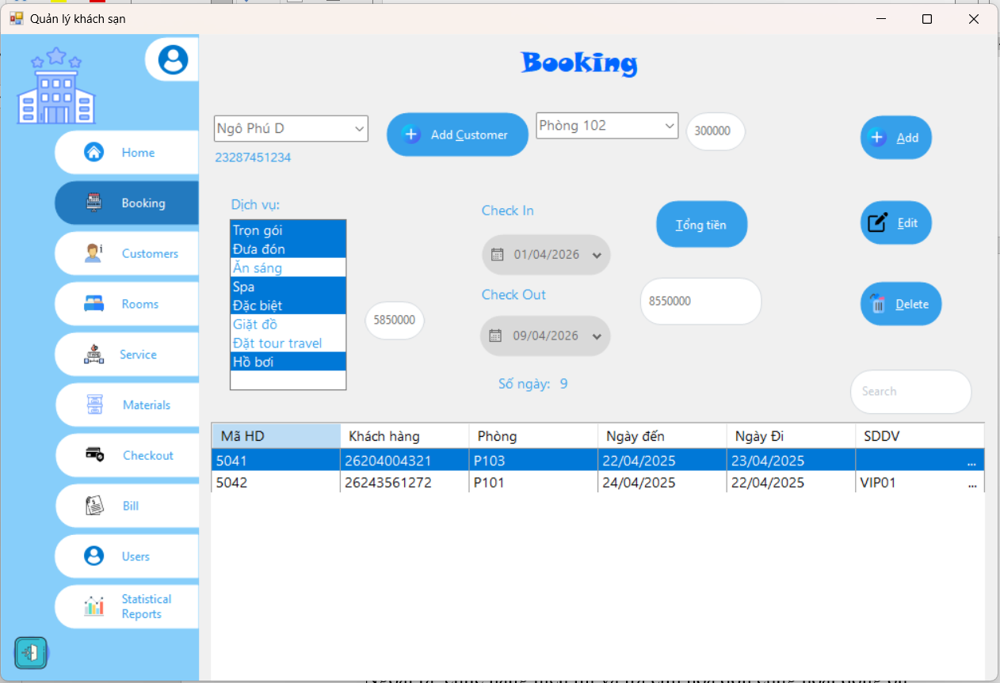 Quản lý khách sạn
Booking
Ngô Phú D
Add Customer
Phòng 102
300000
Add
23287451234
Home
Booking
Customers
Rooms
Service
Materials
Checkout
Bill
Users
Statistical
Reports
Dịch vụ:
Trọn gói
Đưa đón
Ăn sáng
Spa
Đặc biệt
Giặt đồ
Đặt tour travel
Hồ bơi
5850000
Check In
01/04/2026
Check Out
09/04/2026
Số ngày: 9
Tổng tiền
8550000
Edit
Delete
Search
Mã HD Khách hàng Phòng Ngày đến Ngày Đi SDDV
5041 26204004321 P103 22/04/2025 23/04/2025 ...
5042 26243561272 P101 24/04/2025 22/04/2025 VIP01 ...